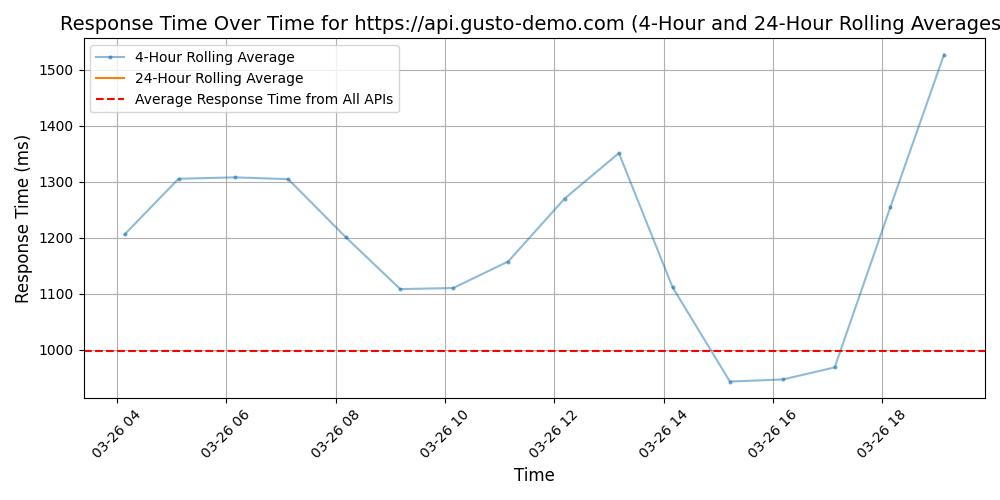 Response Time Over Time for https://api.gusto-demo.com (4-Hour and 24-Hour Rolling Averages
4-Hour Rolling Average
24-Hour Rolling Average
Average Response Time from All APIs
Response Time (ms)
1500
1400
1300
1200
1100
1000
03-26 04
03-26 06
03-26 08
03-26 10
03-26 12
03-26 14
03-26 16
03-26 18
Time